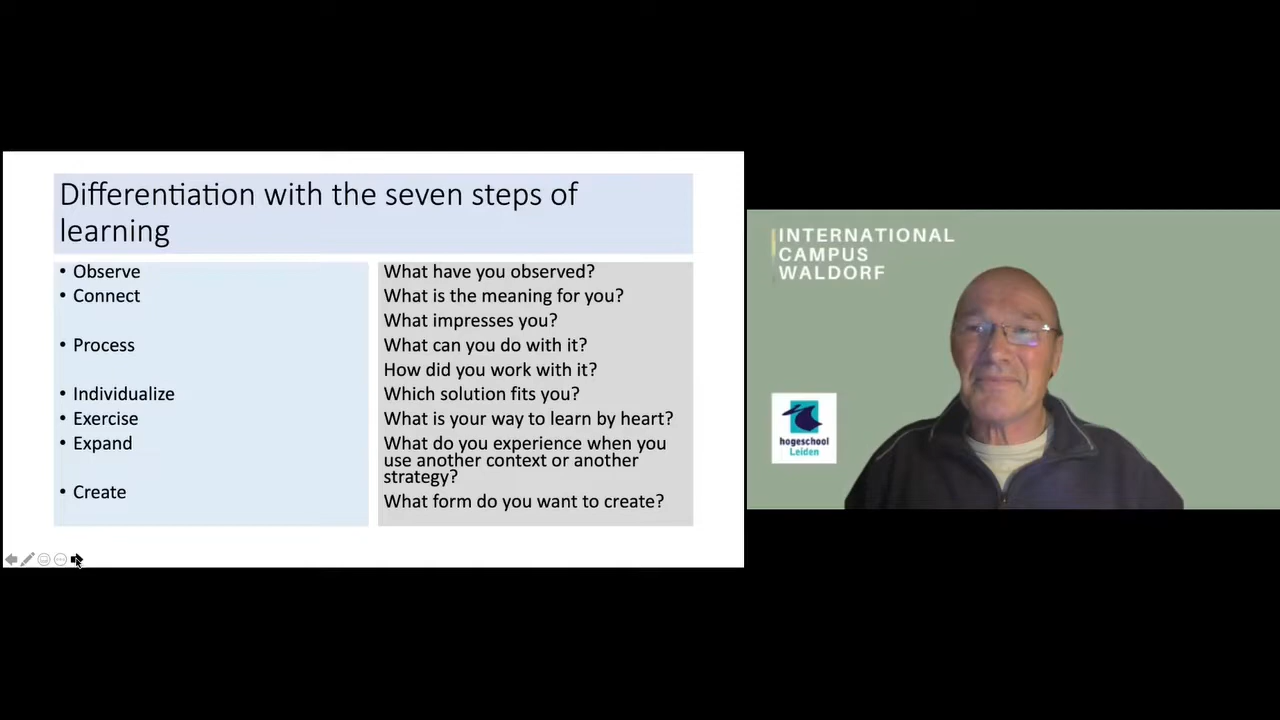 Differentiation with the seven steps of
learning
• Observe
• Connect
• Process
• Individualize
• Exercise
• Expand
• Create
What have you observed?
What is the meaning for you?
What impresses you?
What can you do with it?
How did you work with it?
Which solution fits you?
What is your way to learn by heart?
What do you experience when you
use another context or another
strategy?
What form do you want to create?
INTERNATIONAL
CAMPUS
WALDORF
hogeschool
Leiden